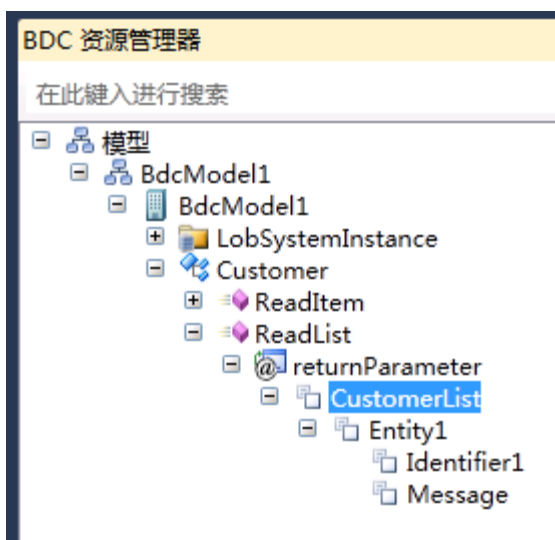 BDC 资源管理器
在此键入进行搜索
模型
BdcModel1
BdcModel1
LobSystemInstance
Customer
ReadItem
ReadList
returnParameter
CustomerList
Entity1
Identifier1
Message